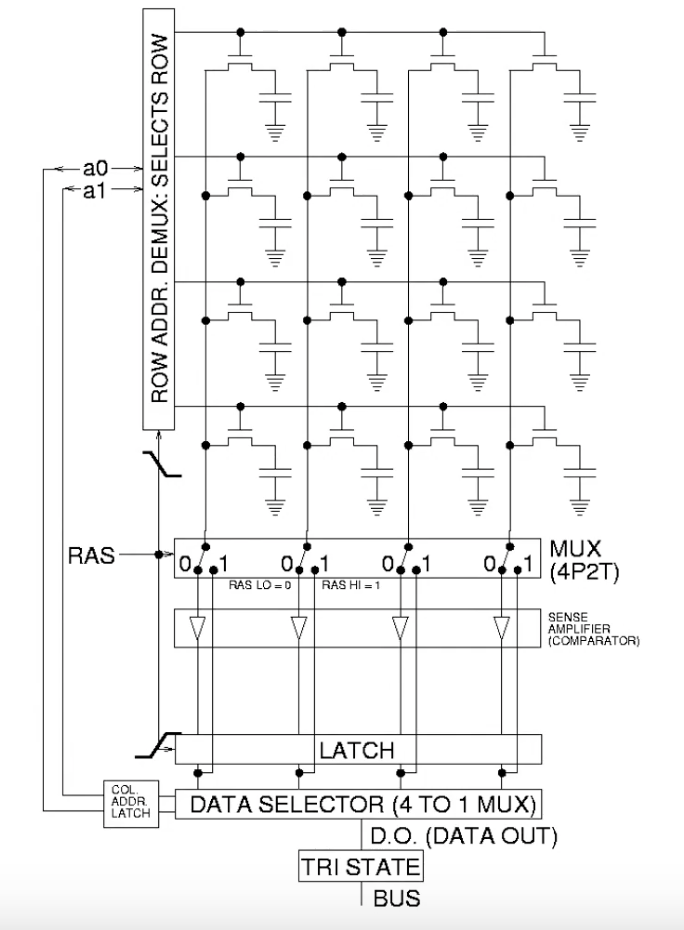 ROW ADDR. DEMUX: SELECTS ROW
a0
a1
RAS
0 1 0 1 0 1 0 1
RAS LO = 0 RAS HI = 1
MUX
(4P2T)
SENSE
AMPLIFIER
(COMPARATOR)
LATCH
COL.
ADDR.
LATCH
DATA SELECTOR (4 TO 1 MUX)
D.O. (DATA OUT)
TRI STATE
BUS